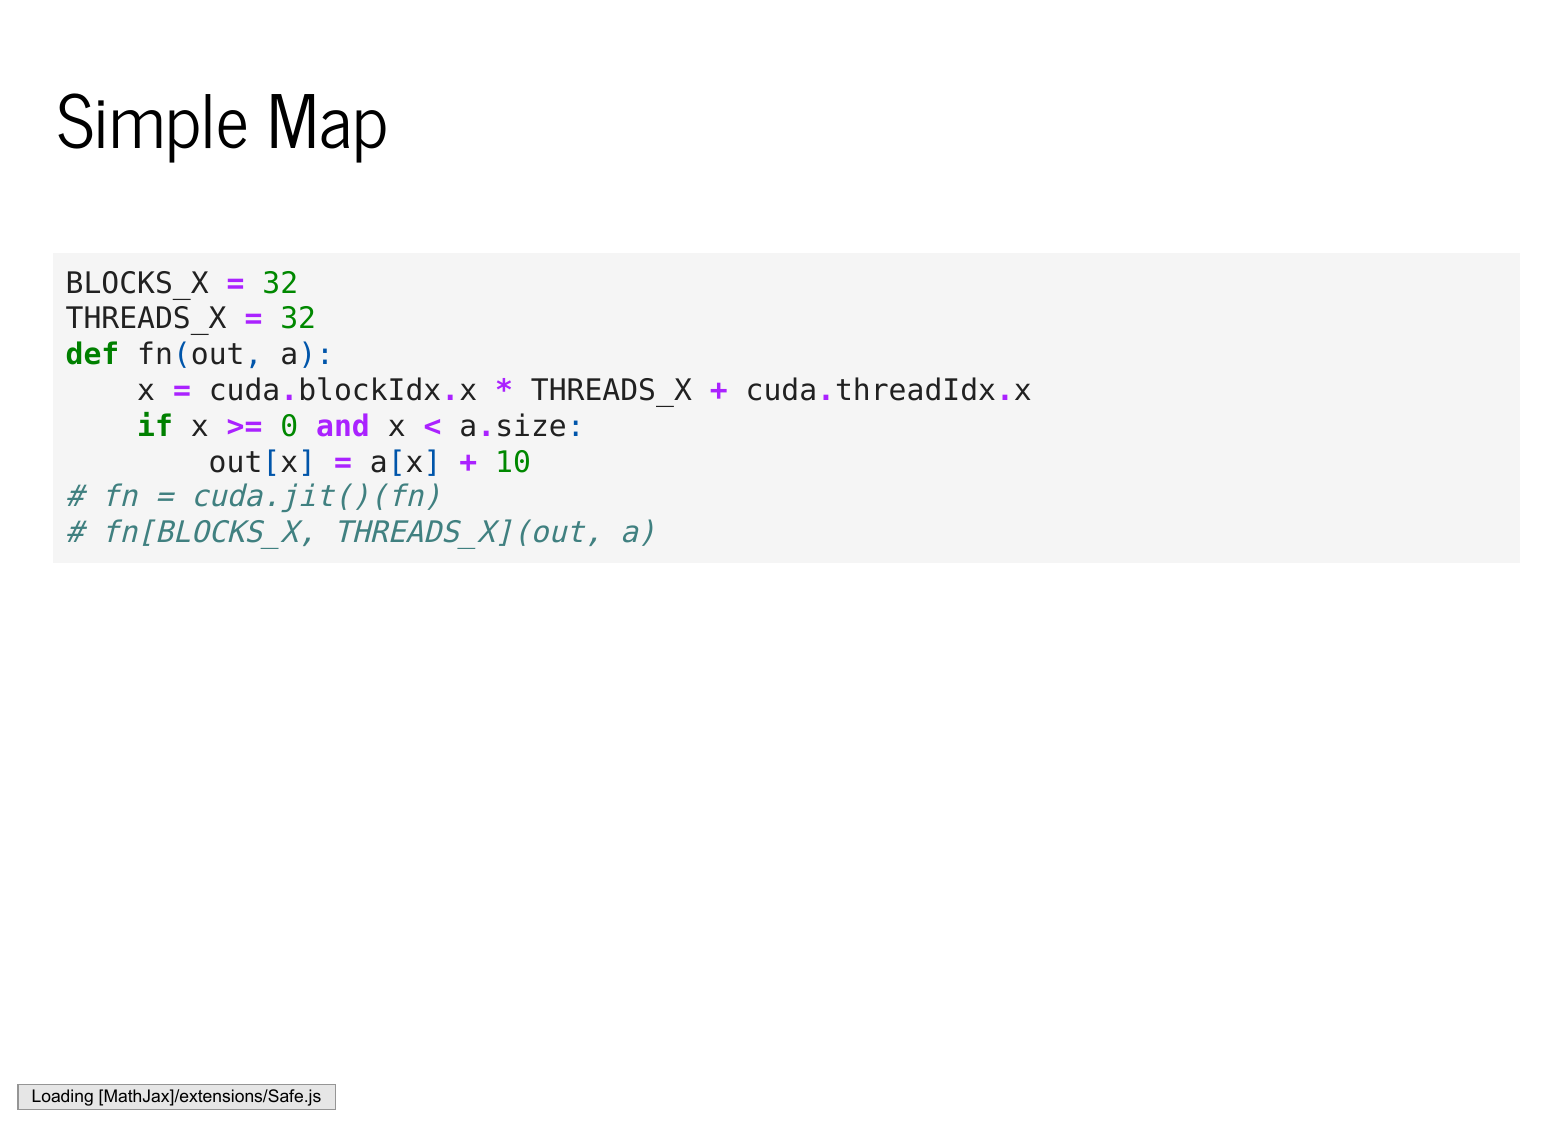 Simple Map
BLOCKS_X = 32
THREADS_X = 32
def fn(out, a):
    x = cuda.blockIdx.x * THREADS_X + cuda.threadIdx.x
    if x >= 0 and x < a.size:
        out[x] = a[x] + 10
# fn = cuda.jit()(fn)
# fn[BLOCKS_X, THREADS_X](out, a)
Loading [MathJax]/extensions/Safe.js